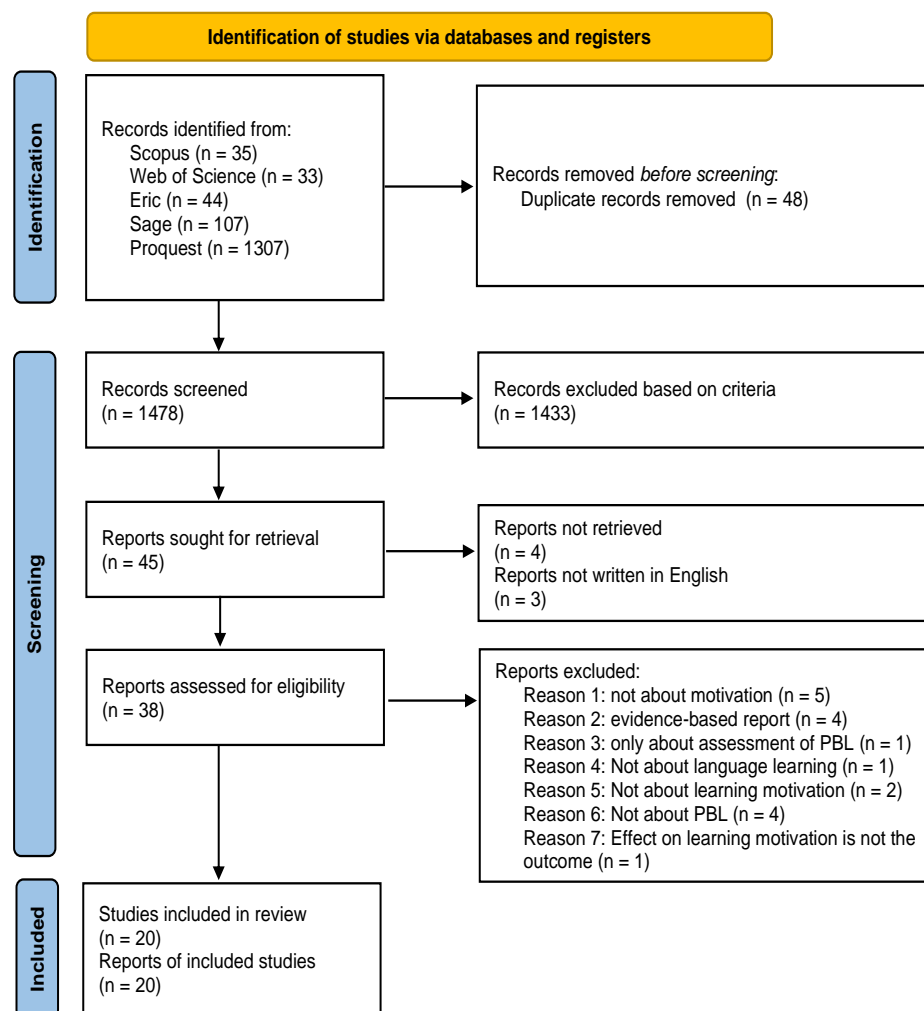 Identification of studies via databases and registers
Identification
Records identified from:
Scopus (n = 35)
Web of Science (n = 33)
Eric (n = 44)
Sage (n = 107)
Proquest (n = 1307)
Records removed before screening:
Duplicate records removed (n = 48)
Screening
Records screened
(n = 1478)
Records excluded based on criteria
(n = 1433)
Reports sought for retrieval
(n = 45)
Reports not retrieved
(n = 4)
Reports not written in English
(n = 3)
Reports assessed for eligibility
(n = 38)
Reports excluded:
Reason 1: not about motivation (n = 5)
Reason 2: evidence-based report (n = 4)
Reason 3: only about assessment of PBL (n = 1)
Reason 4: Not about language learning (n = 1)
Reason 5: Not about learning motivation (n = 2)
Reason 6: Not about PBL (n = 4)
Reason 7: Effect on learning motivation is not the
outcome (n = 1)
Included
Studies included in review
(n = 20)
Reports of included studies
(n = 20)